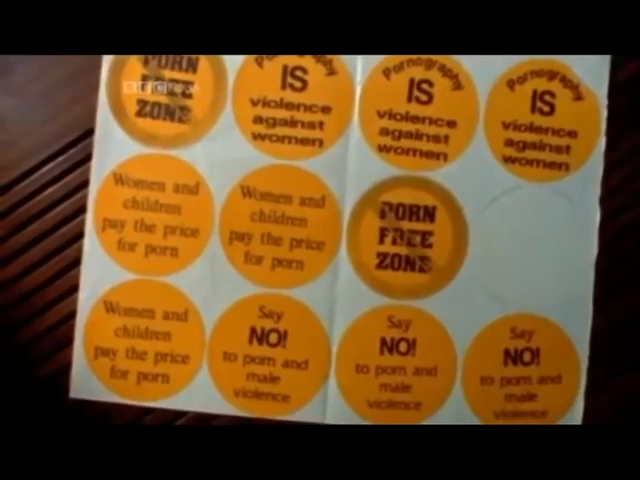 PORN
FREE
ZONE
Pornography
IS
violence
against
women
Pornography
IS
violence
against
women
Pornography
IS
violence
against
women
Women and
children
pay the price
for porn
Women and
children
pay the price
for porn
PORN
FREE
ZONE
Women and
children
pay the price
for porn
Say
NO!
to porn and
male
violence
Say
NO!
to porn and
male
violence
Say
NO!
to porn and
male
violence
BBC FOUR